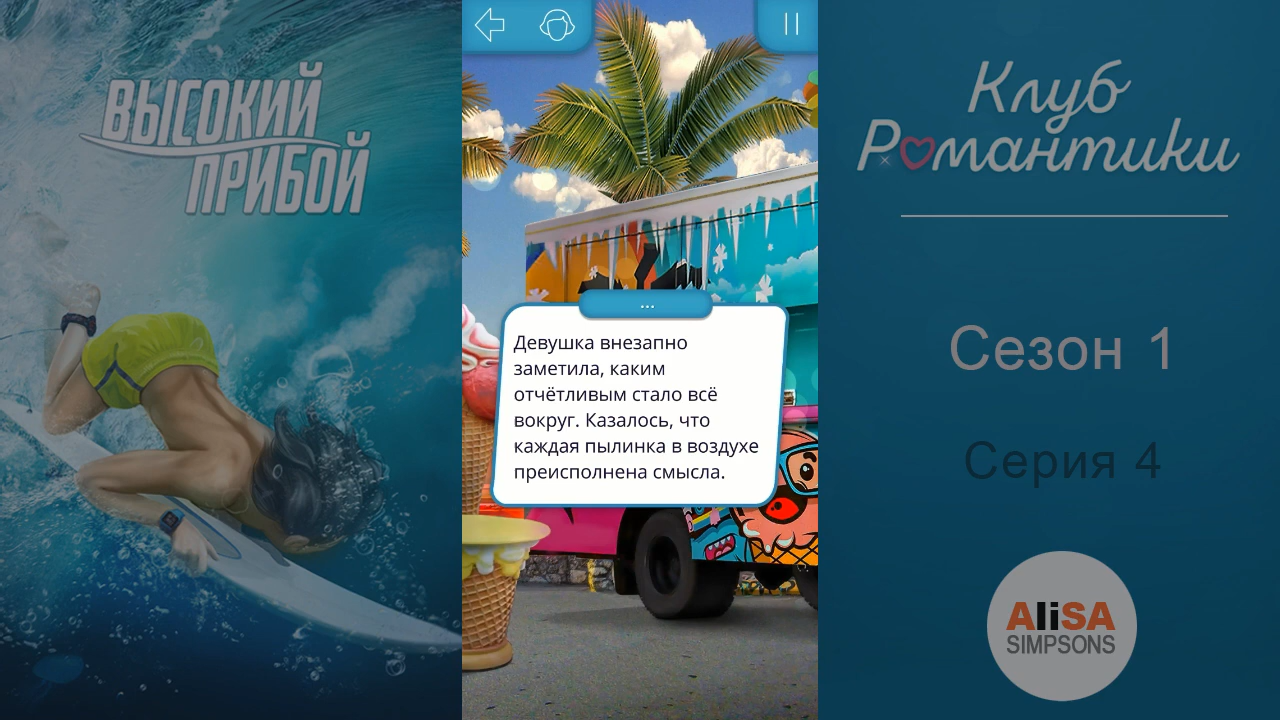 ВЫСОКИЙ
ПРИБОЙ
...
Девушка внезапно
заметила, каким
отчётливым стало всё
вокруг. Казалось, что
каждая пылинка в воздухе
преисполнена смысла.
Клуб
Романтики
Сезон 1
Серия 4
ALiSA
SIMPSONS